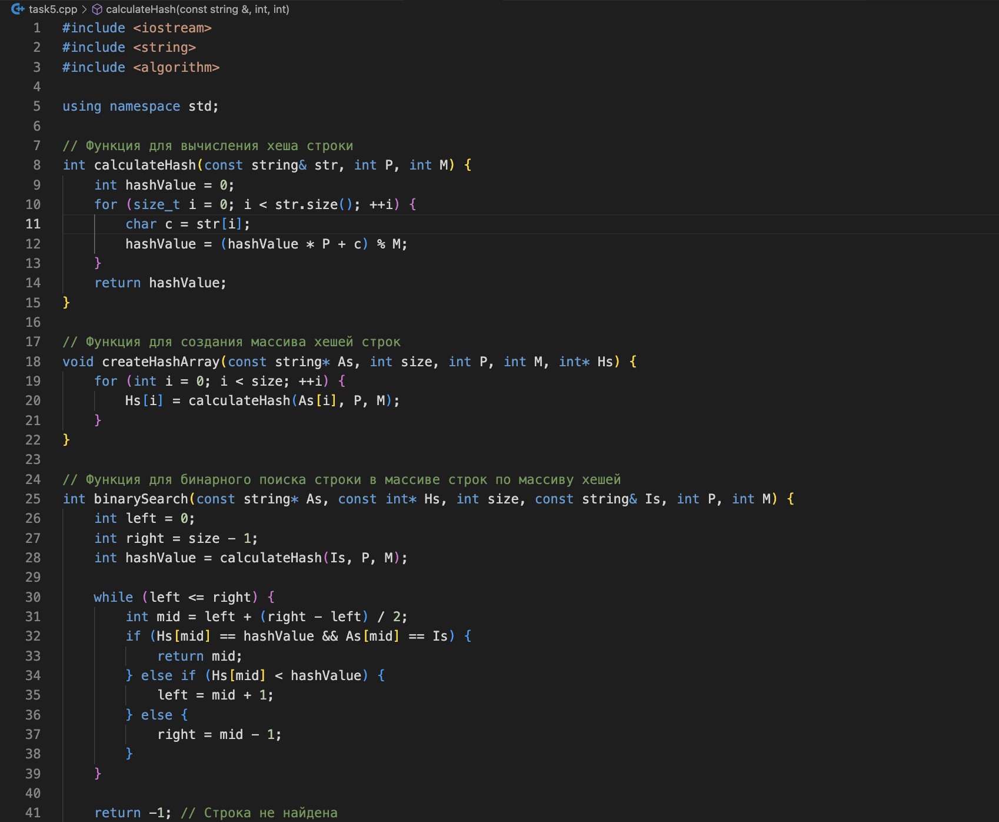 task5.cpp > calculateHash(const string &, int, int)
1 #include <iostream>
2 #include <string>
3 #include <algorithm>
4
5 using namespace std;
6
7 // Функция для вычисления хеша строки
8 int calculateHash(const string& str, int P, int M) {
9 int hashValue = 0;
10 for (size_t i = 0; i < str.size(); ++i) {
11 char c = str[i];
12 hashValue = (hashValue * P + c) % M;
13 }
14 return hashValue;
15 }
16
17 // Функция для создания массива хешей строк
18 void createHashArray(const string* As, int size, int P, int M, int* Hs) {
19 for (int i = 0; i < size; ++i) {
20 Hs[i] = calculateHash(As[i], P, M);
21 }
22 }
23
24 // Функция для бинарного поиска строки в массиве строк по массиву хешей
25 int binarySearch(const string* As, const int* Hs, int size, const string& Is, int P, int M) {
26 int left = 0;
27 int right = size - 1;
28 int hashValue = calculateHash(Is, P, M);
29
30 while (left <= right) {
31 int mid = left + (right - left) / 2;
32 if (Hs[mid] == hashValue && As[mid] == Is) {
33 return mid;
34 } else if (Hs[mid] < hashValue) {
35 left = mid + 1;
36 } else {
37 right = mid - 1;
38 }
39 }
40
41 return -1; // Строка не найдена